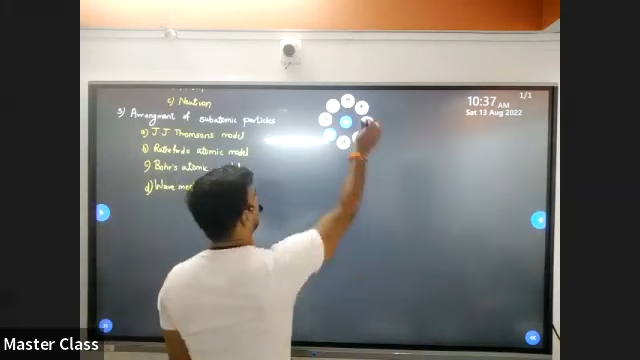 c) Neutron
3) Arrangment of subatomic particles
a) J.J. Thomsons model
b) Rutherfords atomic model
c) Bohr's atomic
d) Wave
10:37 AM
Sat 13 Aug 2022
1/1
Master Class